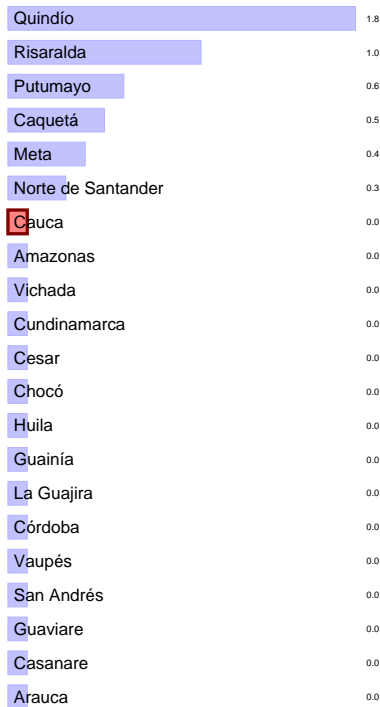 Quindío 1.8
Risaralda 1.0
Putumayo 0.6
Caquetá 0.5
Meta 0.4
Norte de Santander 0.3
Cauca 0.0
Amazonas 0.0
Vichada 0.0
Cundinamarca 0.0
Cesar 0.0
Chocó 0.0
Huila 0.0
Guainía 0.0
La Guajira 0.0
Córdoba 0.0
Vaupés 0.0
San Andrés 0.0
Guaviare 0.0
Casanare 0.0
Arauca 0.0